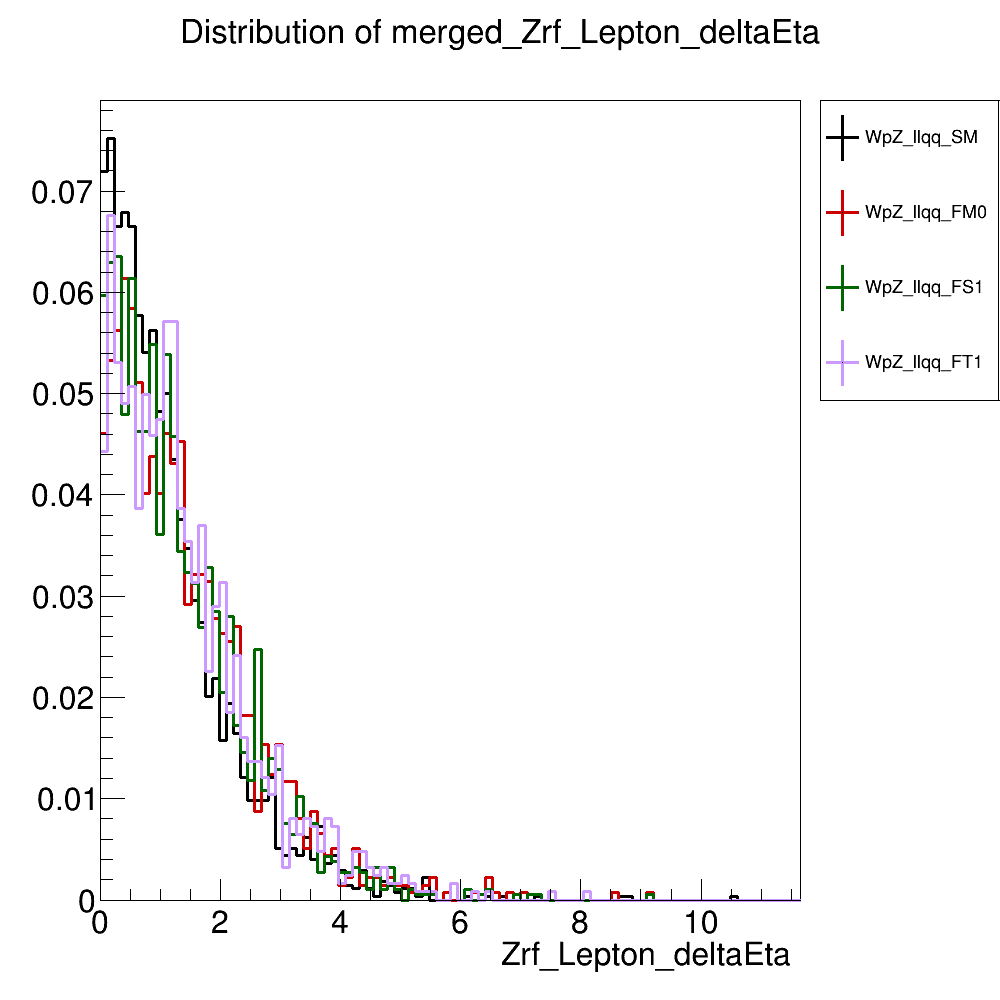 Distribution of merged_Zrf_Lepton_deltaEta
WpZ_llqq_SM
WpZ_llqq_FM0
WpZ_llqq_FS1
WpZ_llqq_FT1
0.07
0.06
0.05
0.04
0.03
0.02
0.01
0
0 2 4 6 8 10
Zrf_Lepton_deltaEta